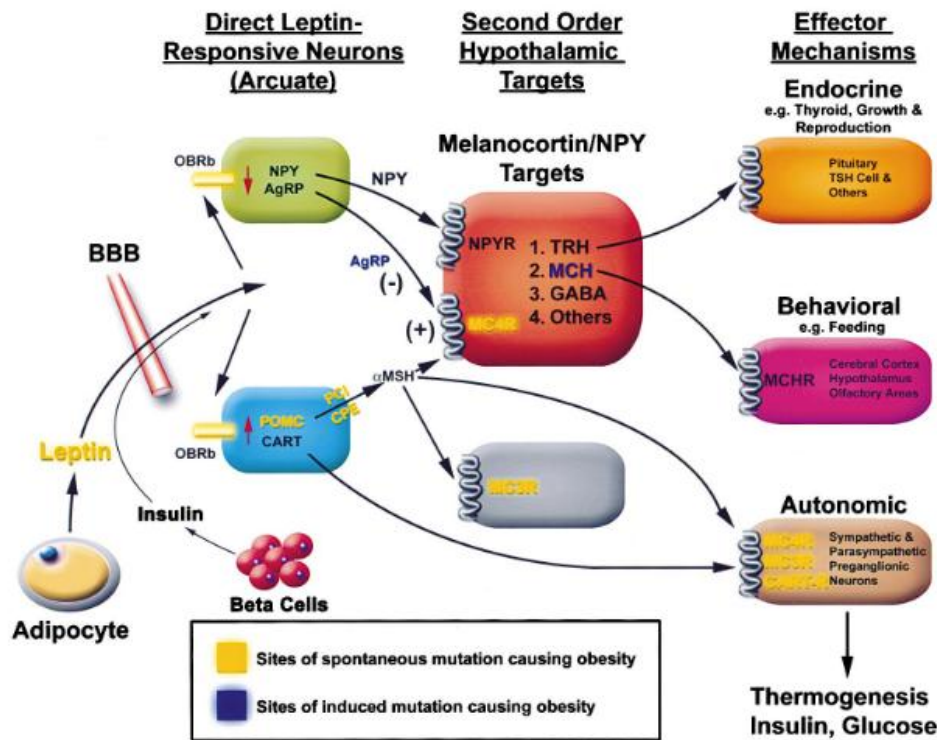 Direct Leptin-
Responsive Neurons
(Arcuate)
Second Order
Hypothalamic
Targets
Effector
Mechanisms
Endocrine
e.g. Thyroid, Growth &
Reproduction
Pituitary
TSH Cell &
Others
OBRb
NPY
AgRP
NPY
AgRP
(-)
(+)
Melanocortin/NPY
Targets
NPYR
MC4R
1. TRH
2. MCH
3. GABA
4. Others
BBB
Behavioral
e.g. Feeding
MCHR
Cerebral Cortex
Hypothalamus
Olfactory Areas
Leptin
OBRb
POMC
CART
PCI
CPE
αMSH
MC3R
Insulin
Beta Cells
Adipocyte
Autonomic
MC4R
MC3R
CART-R
Sympathetic &
Parasympathetic
Preganglionic
Neurons
Thermogenesis
Insulin, Glucose
Sites of spontaneous mutation causing obesity
Sites of induced mutation causing obesity